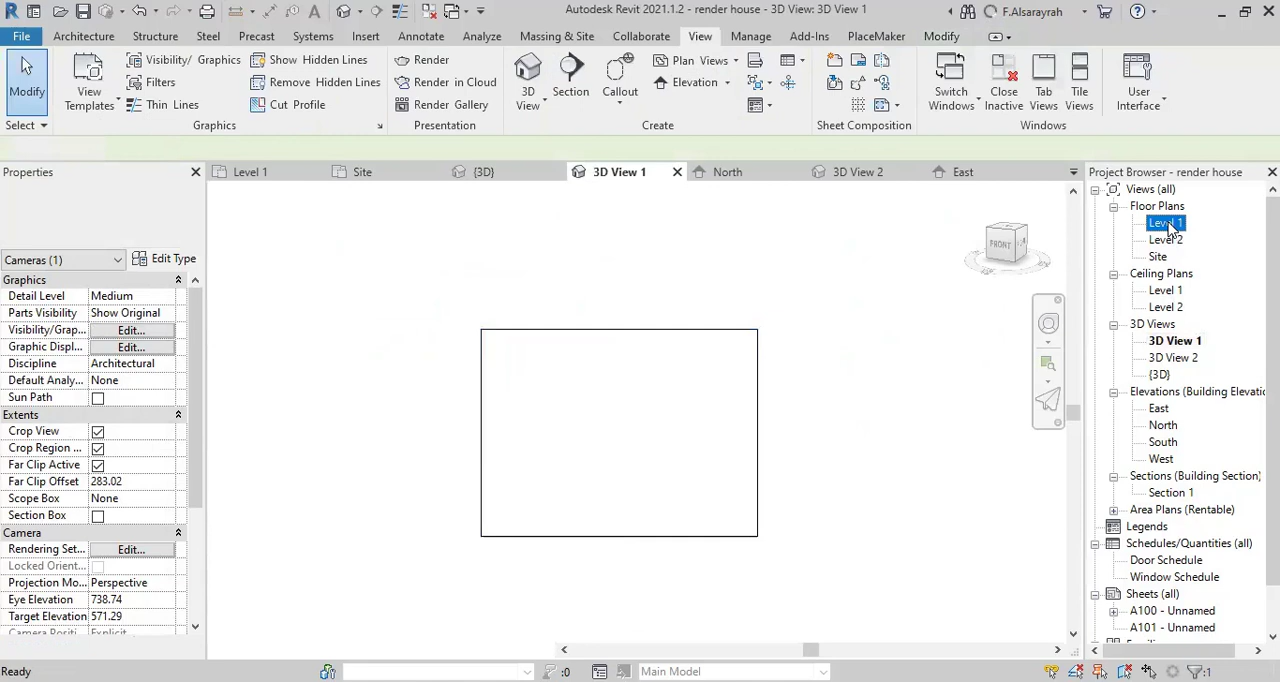 Autodesk Revit 2021.1.2 - render house - 3D View: 3D View 1
F.Alsarayrah
File Architecture Structure Steel Precast Systems Insert Annotate Analyze Massing & Site Collaborate View Manage Add-Ins PlaceMaker Modify
Modify
View Templates
Visibility/ Graphics
Filters
Thin Lines
Show Hidden Lines
Remove Hidden Lines
Cut Profile
Render
Render in Cloud
Render Gallery
3D View
Section
Callout
Plan Views
Elevation
Switch Windows
Close Inactive
Tab Views
Tile Views
User Interface
Select Graphics Presentation Create Sheet Composition Windows
Properties
Level 1 Site {3D} 3D View 1 North 3D View 2 East
Project Browser - render house
Cameras (1) Edit Type
Graphics
Detail Level Medium
Parts Visibility Show Original
Visibility/Grap... Edit...
Graphic Displ... Edit...
Discipline Architectural
Default Analy... None
Sun Path
Extents
Crop View
Crop Region ...
Far Clip Active
Far Clip Offset 283.02
Scope Box None
Section Box
Camera
Rendering Set... Edit...
Locked Orient...
Projection Mo... Perspective
Eye Elevation 738.74
Target Elevation 571.29
Camera Positi... Explicit
FRONT
Views (all)
Floor Plans
Level 1
Level 2
Site
Ceiling Plans
Level 1
Level 2
3D Views
3D View 1
3D View 2
{3D}
Elevations (Building Elevatio
East
North
South
West
Sections (Building Section)
Section 1
Area Plans (Rentable)
Legends
Schedules/Quantities (all)
Door Schedule
Window Schedule
Sheets (all)
A100 - Unnamed
A101 - Unnamed
Ready
:0
Main Model
:1